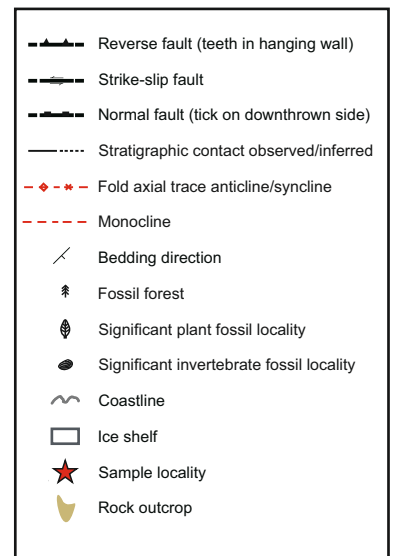 Reverse fault (teeth in hanging wall)
Strike-slip fault
Normal fault (tick on downthrown side)
Stratigraphic contact observed/inferred
Fold axial trace anticline/syncline
Monocline
Bedding direction
Fossil forest
Significant plant fossil locality
Significant invertebrate fossil locality
Coastline
Ice shelf
Sample locality
Rock outcrop